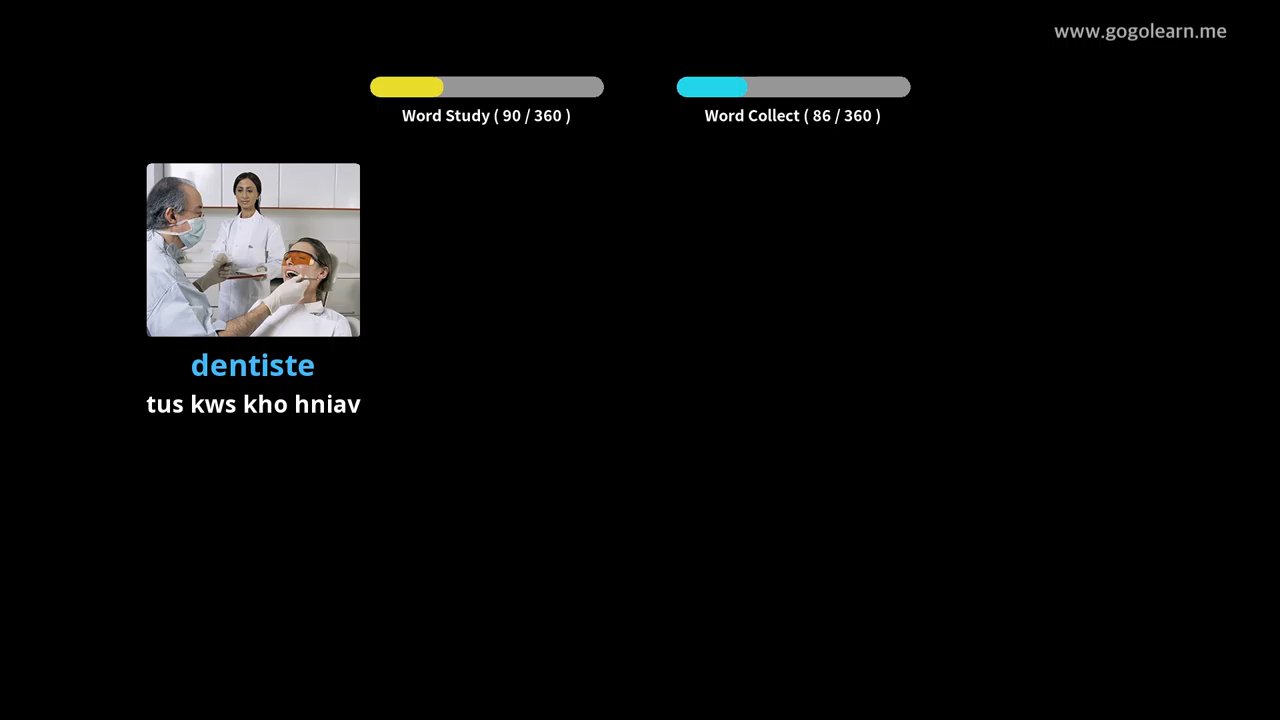 www.gogolearn.me
Word Study ( 90 / 360 )
Word Collect ( 86 / 360 )
dentiste
tus kws kho hniav